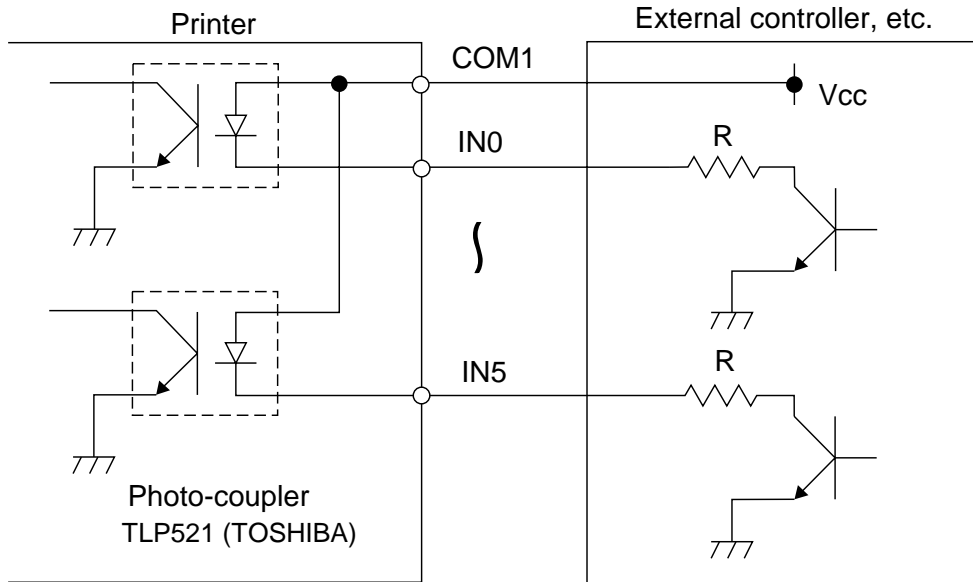 Printer
External controller, etc.
COM1
Vcc
IN0
R
IN5
R
Photo-coupler
TLP521 (TOSHIBA)